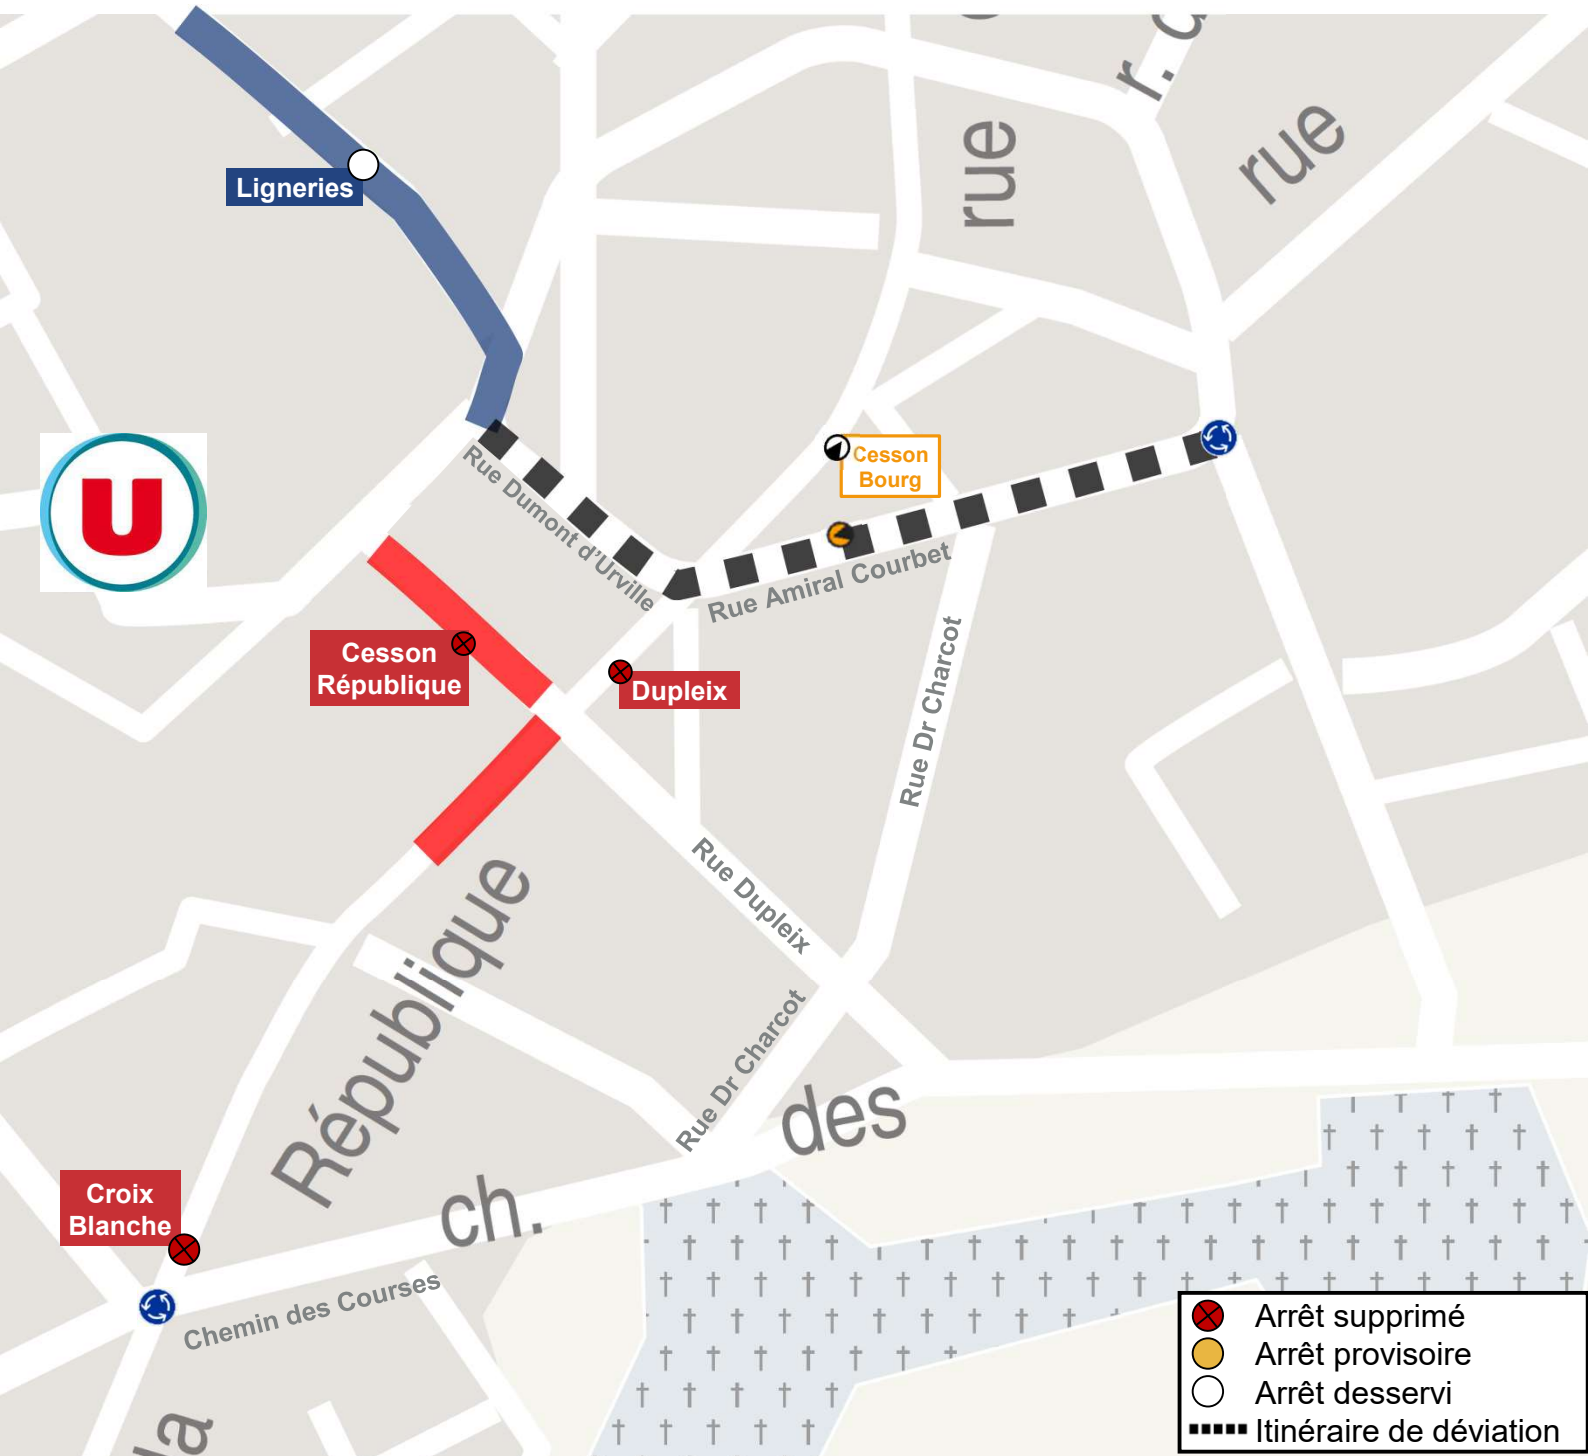 r.
rue
rue
Ligneries
U
Cesson
Bourg
Rue Dumont d'Urville
Rue Amiral Courbet
Cesson
République
Dupleix
Rue Dr Charcot
Rue Dupleix
République
Rue Dr Charcot
des
ch.
Croix
Blanche
Chemin des Courses
la
Arrêt supprimé
Arrêt provisoire
Arrêt desservi
Itinéraire de déviation